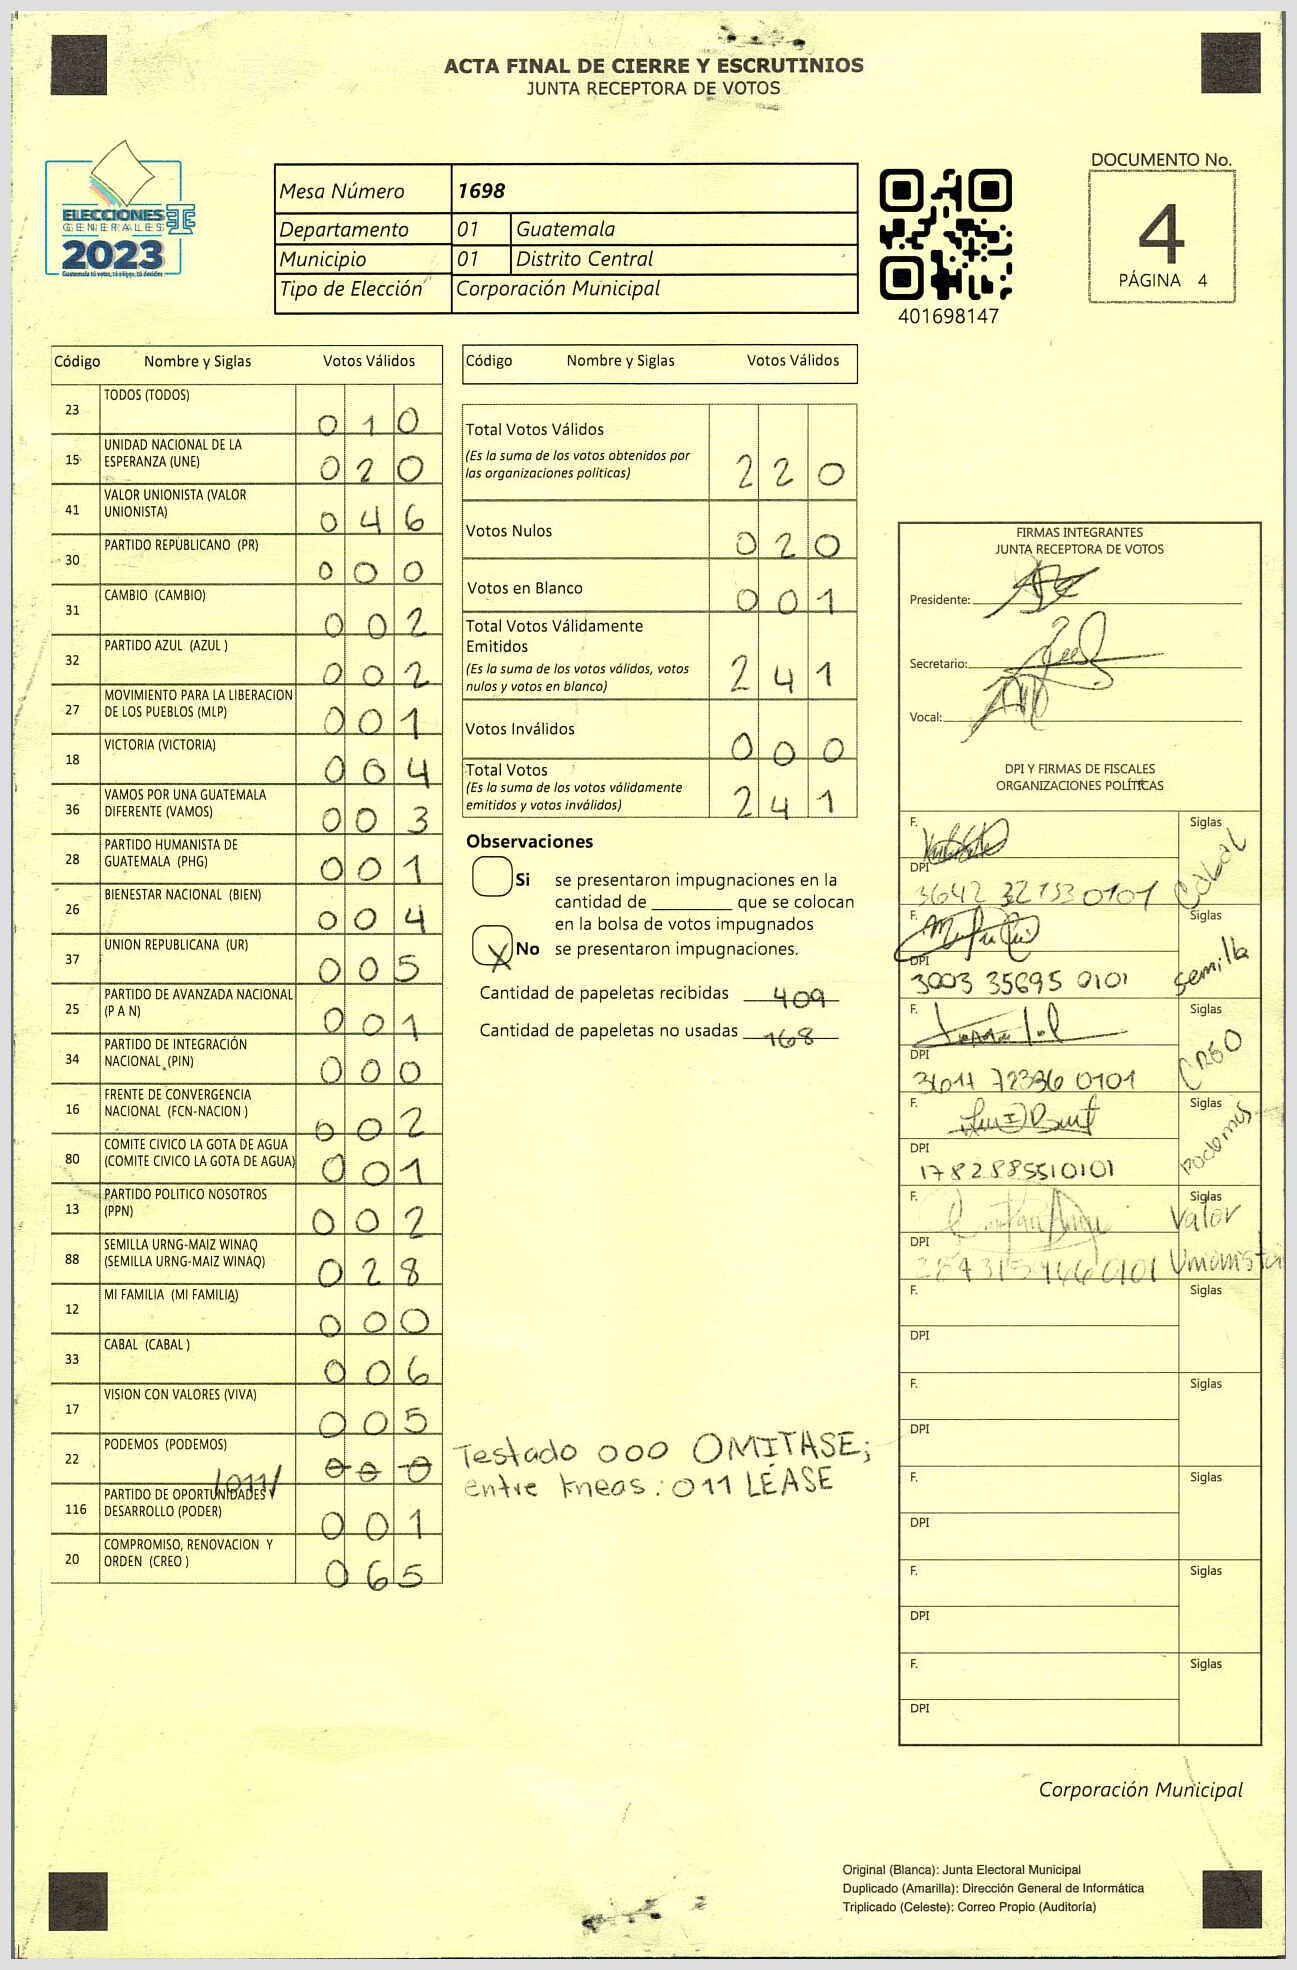 ACTA FINAL DE CIERRE Y ESCRUTINIOS
JUNTA RECEPTORA DE VOTOS
ELECCIONES
GENERALES
2023
Guatemala tú votas, tú eliges, tú decides
Mesa Número 1698
Departamento 01 Guatemala
Municipio 01 Distrito Central
Tipo de Elección Corporación Municipal
401698147
DOCUMENTO No.
4
PÁGINA 4
Código Nombre y Siglas Votos Válidos
23 TODOS (TODOS) 0 1 0
15 UNIDAD NACIONAL DE LA ESPERANZA (UNE) 0 2 0
41 VALOR UNIONISTA (VALOR UNIONISTA) 0 4 6
30 PARTIDO REPUBLICANO (PR) 0 0 0
31 CAMBIO (CAMBIO) 0 0 2
32 PARTIDO AZUL (AZUL ) 0 0 2
27 MOVIMIENTO PARA LA LIBERACION DE LOS PUEBLOS (MLP) 0 0 1
18 VICTORIA (VICTORIA) 0 0 4
36 VAMOS POR UNA GUATEMALA DIFERENTE (VAMOS) 0 0 3
28 PARTIDO HUMANISTA DE GUATEMALA (PHG) 0 0 1
26 BIENESTAR NACIONAL (BIEN) 0 0 4
37 UNION REPUBLICANA (UR) 0 0 5
25 PARTIDO DE AVANZADA NACIONAL (P A N) 0 0 1
34 PARTIDO DE INTEGRACIÓN NACIONAL (PIN) 0 0 0
16 FRENTE DE CONVERGENCIA NACIONAL (FCN-NACION ) 0 0 2
80 COMITE CIVICO LA GOTA DE AGUA (COMITE CIVICO LA GOTA DE AGUA) 0 0 1
13 PARTIDO POLITICO NOSOTROS (PPN) 0 0 2
88 SEMILLA URNG-MAIZ WINAQ (SEMILLA URNG-MAIZ WINAQ) 0 2 8
12 MI FAMILIA (MI FAMILIA) 0 0 0
33 CABAL (CABAL ) 0 0 6
17 VISION CON VALORES (VIVA) 0 0 5
22 PODEMOS (PODEMOS) 0 0 0
/011/
116 PARTIDO DE OPORTUNIDADES Y DESARROLLO (PODER) 0 0 1
20 COMPROMISO, RENOVACION Y ORDEN (CREO ) 0 6 5
Código Nombre y Siglas Votos Válidos
Total Votos Válidos
(Es la suma de los votos obtenidos por
las organizaciones políticas) 2 2 0
Votos Nulos 0 2 0
Votos en Blanco 0 0 1
Total Votos Válidamente
Emitidos
(Es la suma de los votos válidos, votos
nulos y votos en blanco) 2 4 1
Votos Inválidos 0 0 0
Total Votos
(Es la suma de los votos válidamente
emitidos y votos inválidos) 2 4 1
Observaciones
Si se presentaron impugnaciones en la
cantidad de ________ que se colocan
en la bolsa de votos impugnados
X No se presentaron impugnaciones.
Cantidad de papeletas recibidas 409
Cantidad de papeletas no usadas 168
Testado 000 OMITASE;
entre lineas: 011 LÉASE
FIRMAS INTEGRANTES
JUNTA RECEPTORA DE VOTOS
Presidente:
Secretario:
Vocal:
DPI Y FIRMAS DE FISCALES
ORGANIZACIONES POLÍTICAS
F. Siglas
DPI Cabal
3642 32153 0101
F. Siglas
DPI semilla
3003 35695 0101
F. Siglas
DPI CREO
F. Siglas
DPI Podemos
1782885510101
F. Siglas
Valor
DPI Unionista
F. Siglas
DPI
F. Siglas
DPI
F. Siglas
DPI
F. Siglas
DPI
F. Siglas
DPI
Corporación Municipal
Original (Blanca): Junta Electoral Municipal
Duplicado (Amarilla): Dirección General de Informática
Triplicado (Celeste): Correo Propio (Auditoría)